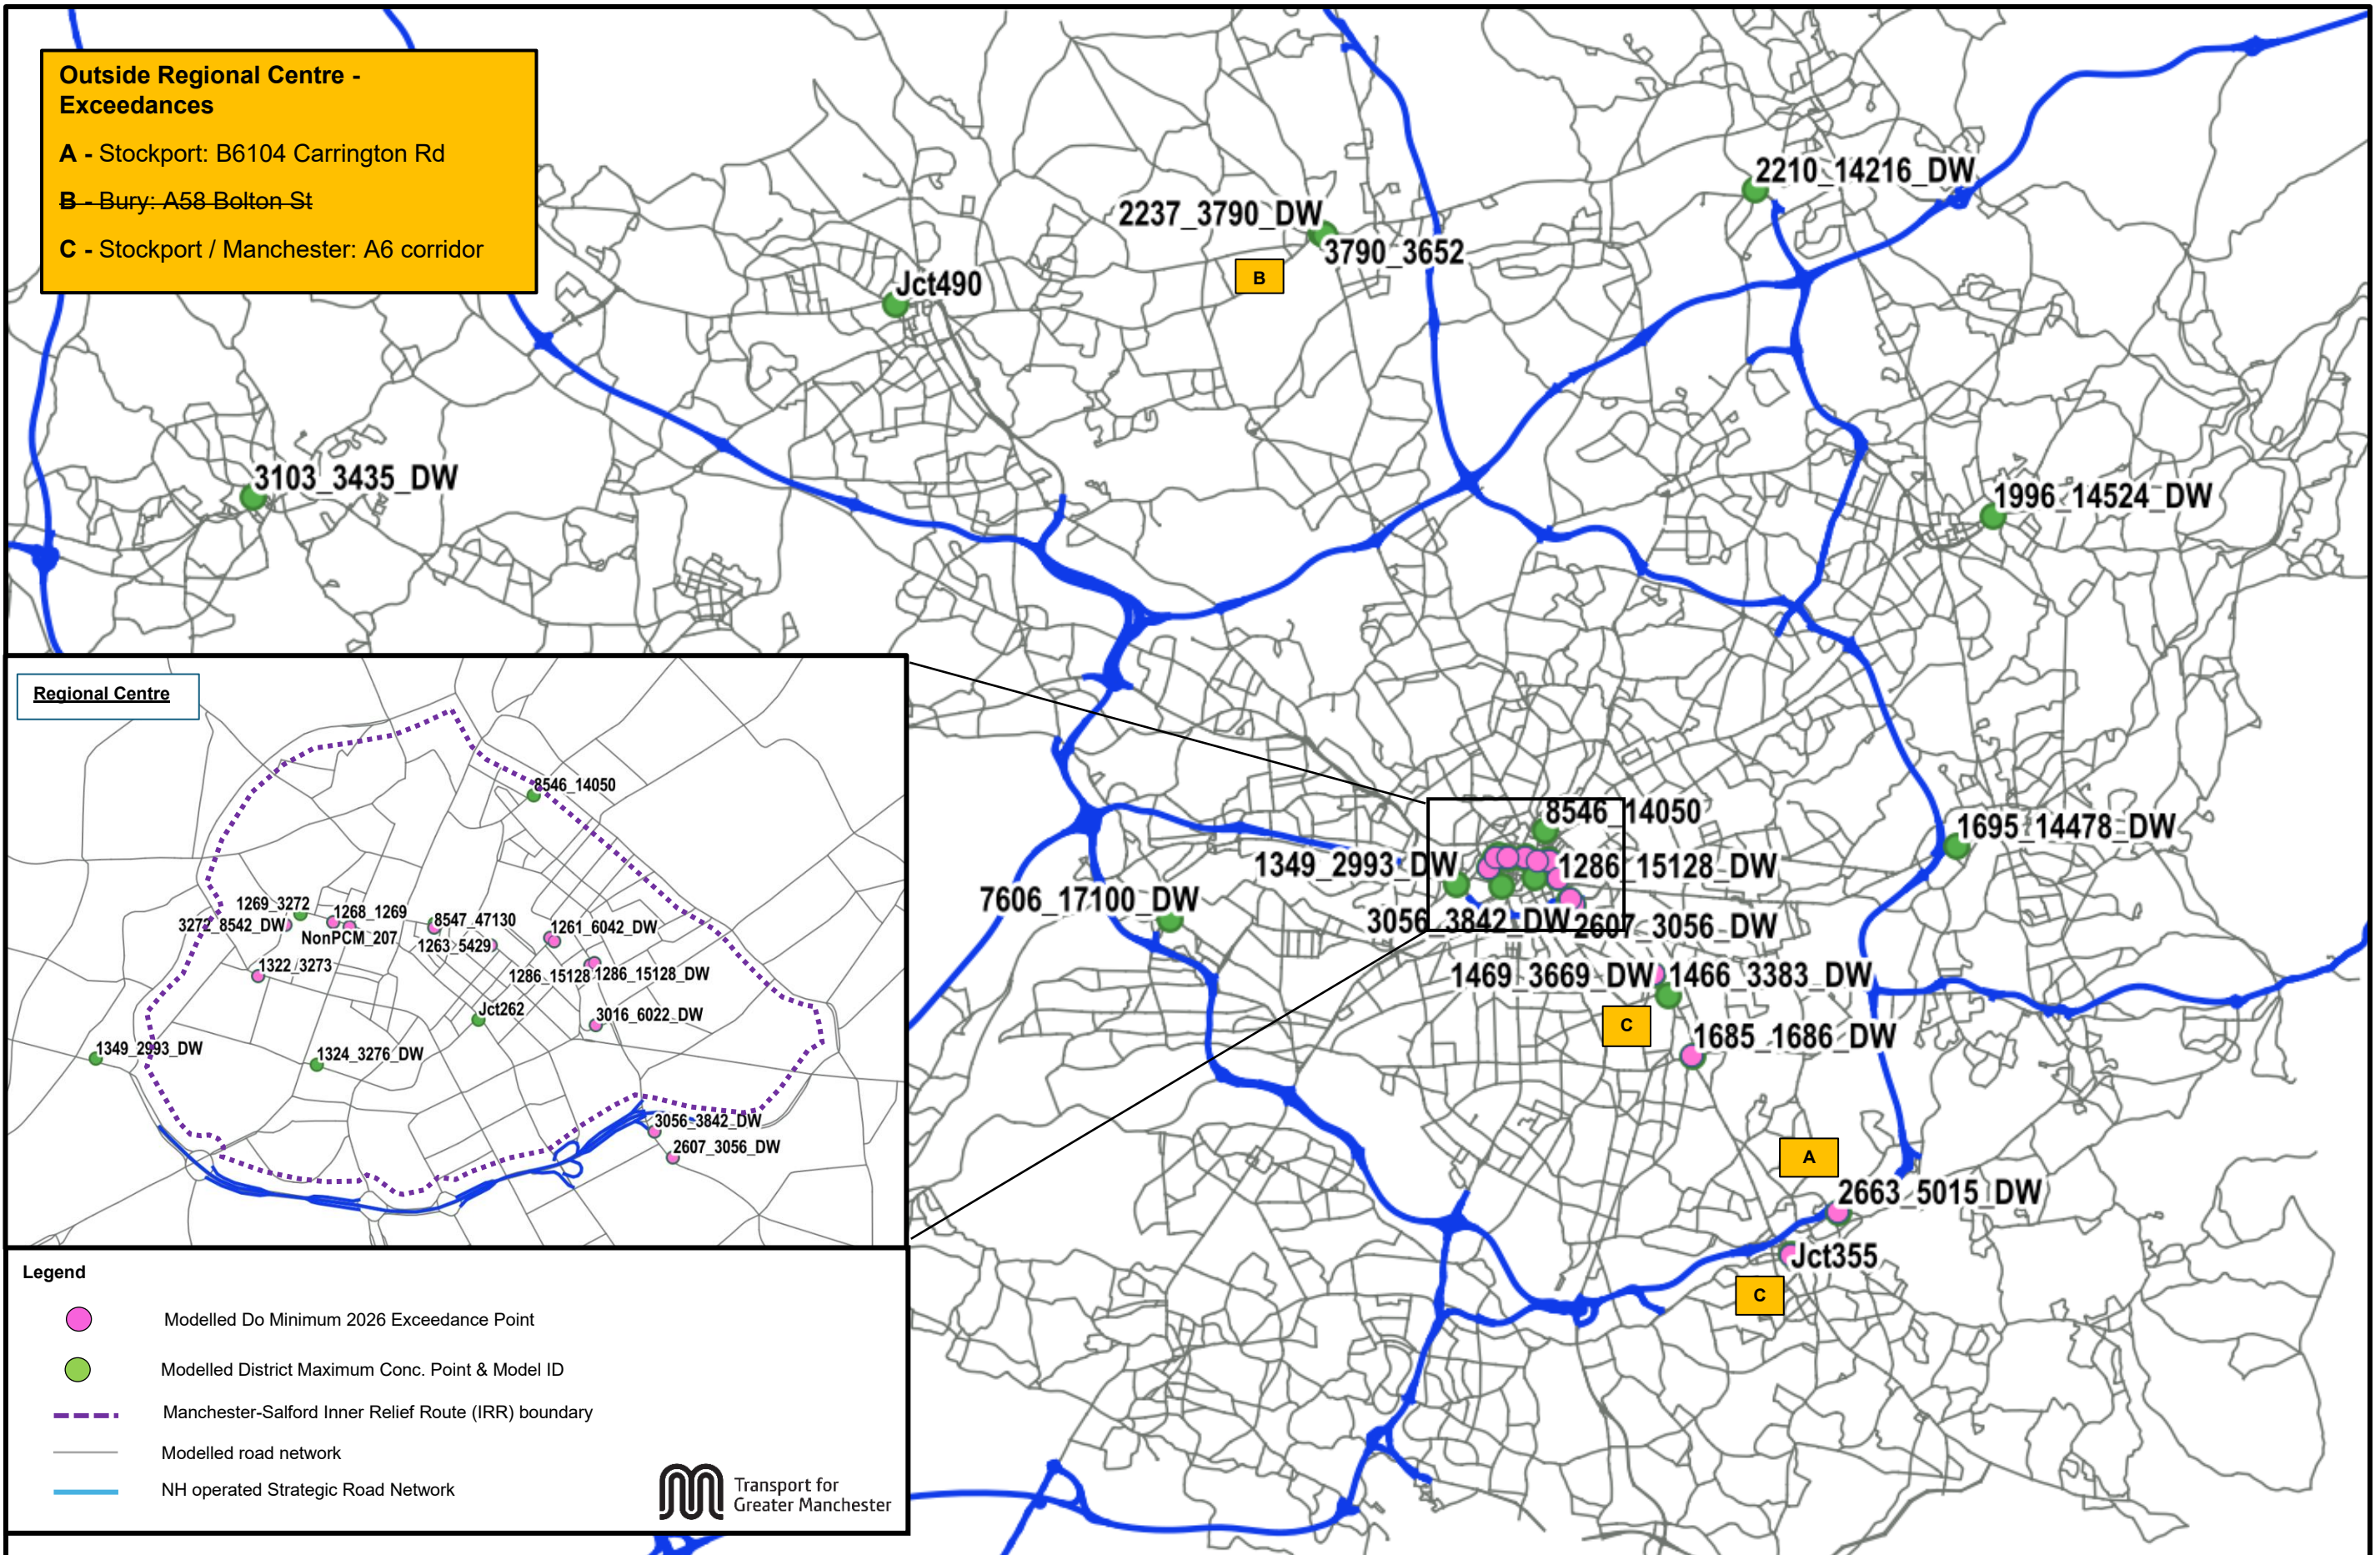 Outside Regional Centre -
Exceedances
A - Stockport: B6104 Carrington Rd
B - Bury: A58 Bolton St
C - Stockport / Manchester: A6 corridor
2210_14216_DW
2237_3790_DW
3790_3652
B
Jct490
3103_3435_DW
1996_14524_DW
Regional Centre
8546_14050
1269_3272
1268_1269
3272_8542_DW
NonPCM_207
8547_47130
1263_5429
1261_6042_DW
1322_3273
1286_15128
1286_15128_DW
Jct262
3016_6022_DW
1349_2993_DW
1324_3276_DW
3056_3842_DW
2607_3056_DW
8546_14050
1695_14478_DW
1349_2993_DW
1286_15128_DW
7606_17100_DW
3056_3842_DW
2607_3056_DW
1469_3669_DW
1466_3383_DW
C
1685_1686_DW
A
2663_5015_DW
Jct355
C
Legend
Modelled Do Minimum 2026 Exceedance Point
Modelled District Maximum Conc. Point & Model ID
Manchester-Salford Inner Relief Route (IRR) boundary
Modelled road network
NH operated Strategic Road Network
Transport for
Greater Manchester